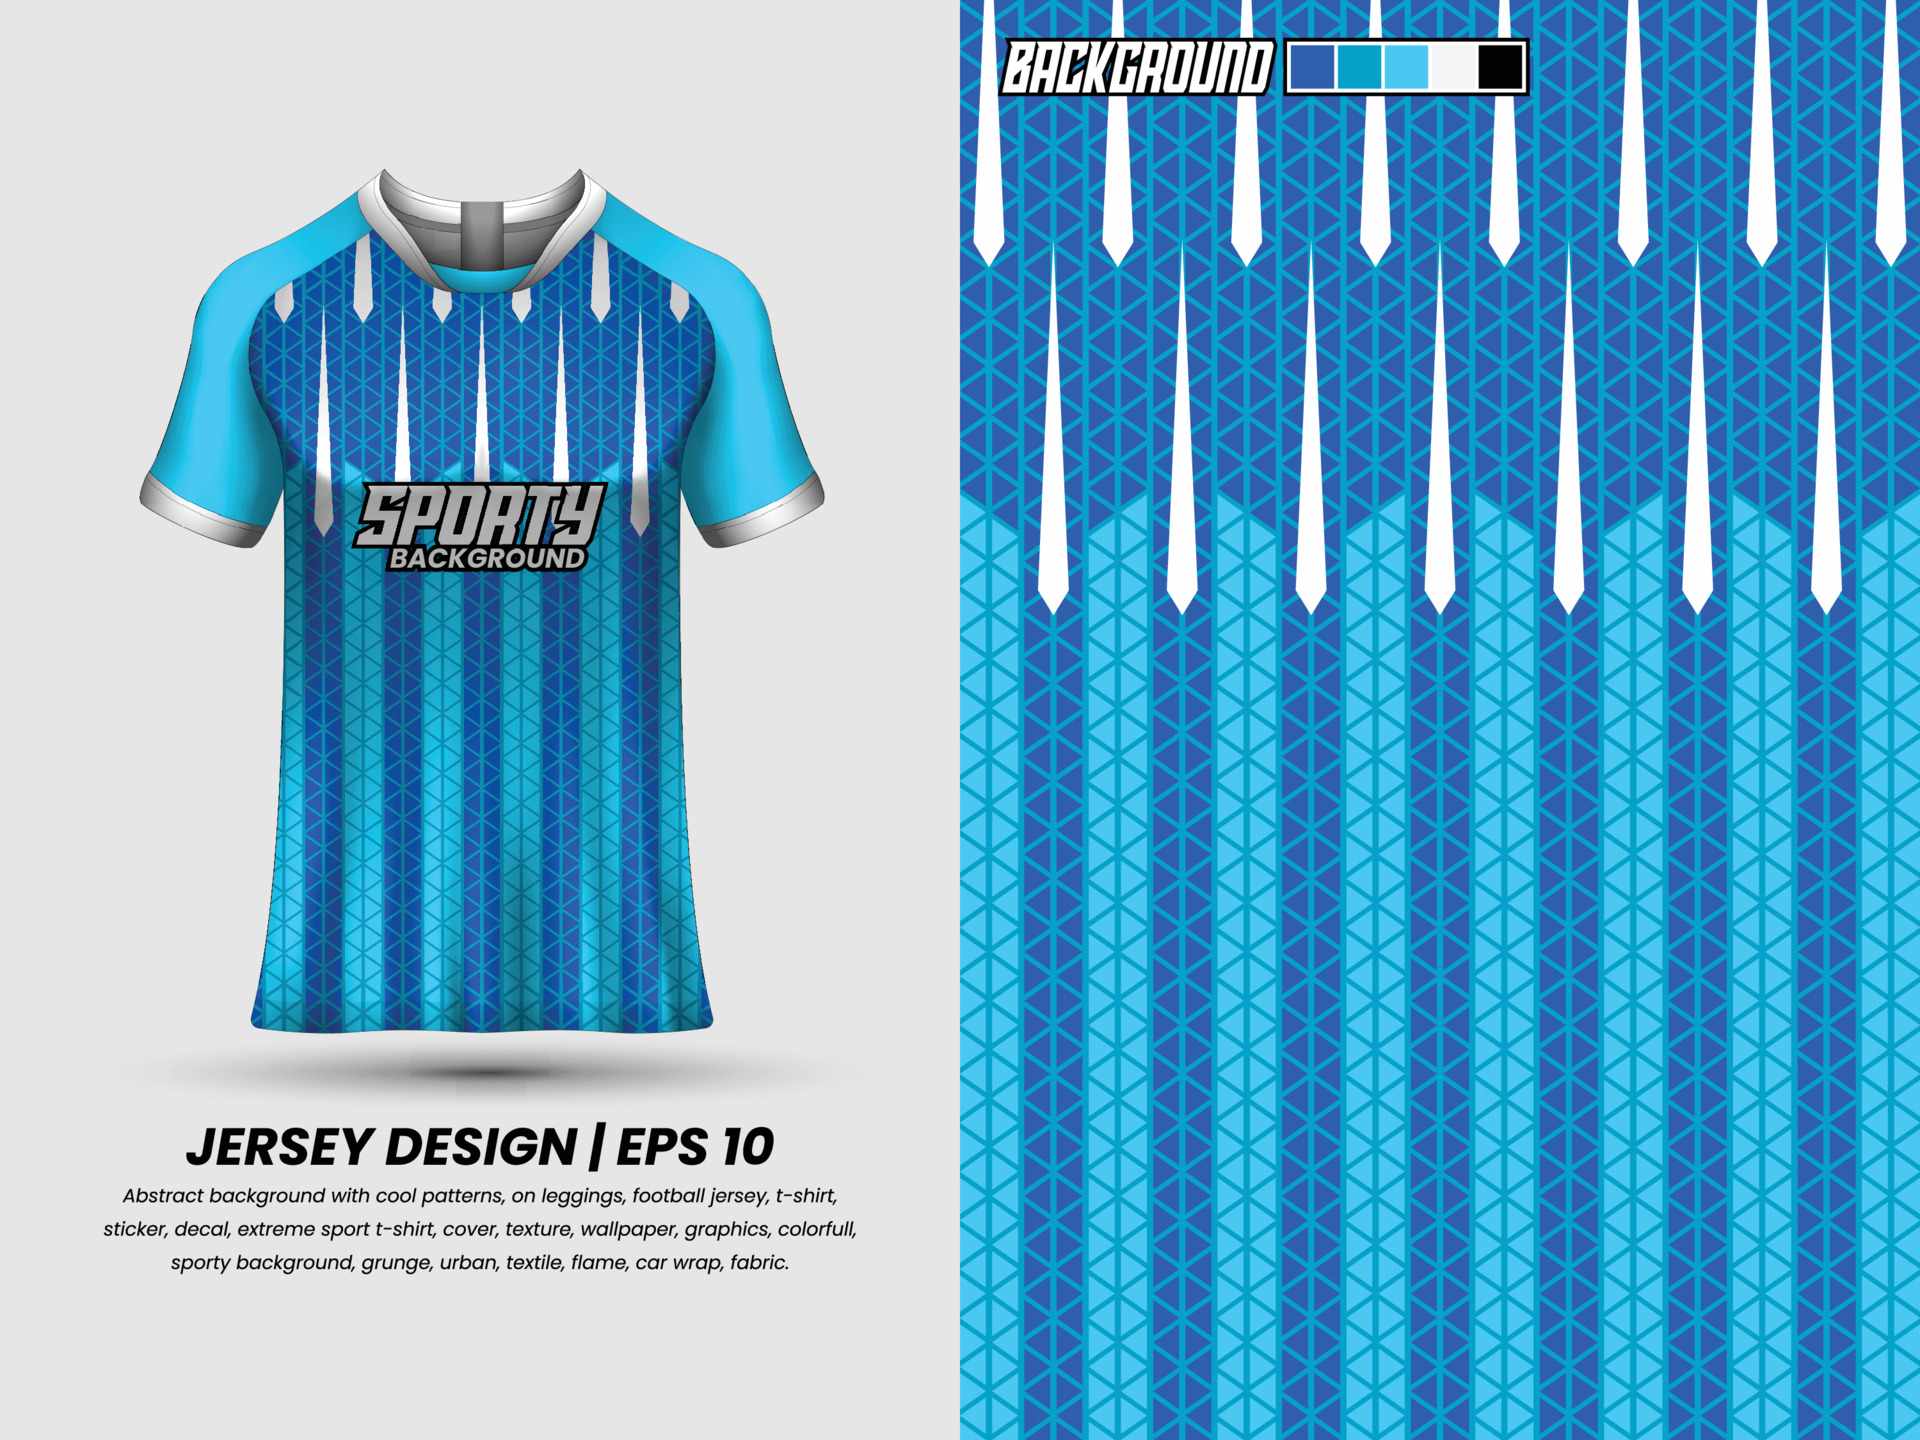 SPORTY
BACKGROUND
JERSEY DESIGN | EPS 10
Abstract background with cool patterns, on leggings, football jersey, t-shirt,
sticker, decal, extreme sport t-shirt, cover, texture, wallpaper, graphics, colorfull,
sporty background, grunge, urban, textile, flame, car wrap, fabric.
BACKGROUND